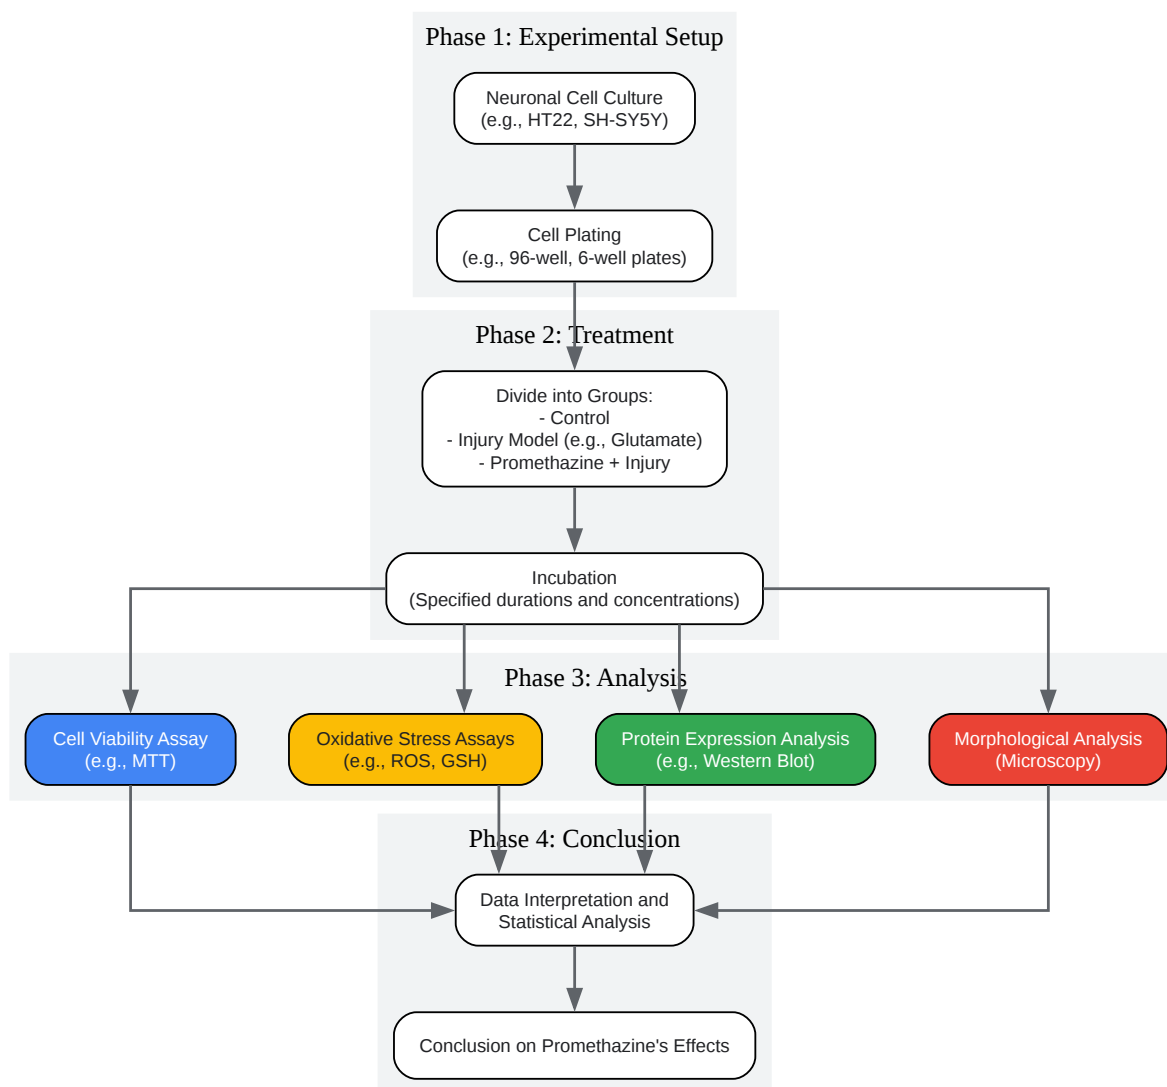 Phase 1: Experimental Setup
Neuronal Cell Culture
(e.g., HT22, SH-SY5Y)
Cell Plating
(e.g., 96-well, 6-well plates)
Phase 2: Treatment
Divide into Groups:
- Control
- Injury Model (e.g., Glutamate)
- Promethazine + Injury
Incubation
(Specified durations and concentrations)
Phase 3: Analysis
Cell Viability Assay
(e.g., MTT)
Oxidative Stress Assays
(e.g., ROS, GSH)
Protein Expression Analysis
(e.g., Western Blot)
Morphological Analysis
(Microscopy)
Phase 4: Conclusion
Data Interpretation and
Statistical Analysis
Conclusion on Promethazine's Effects